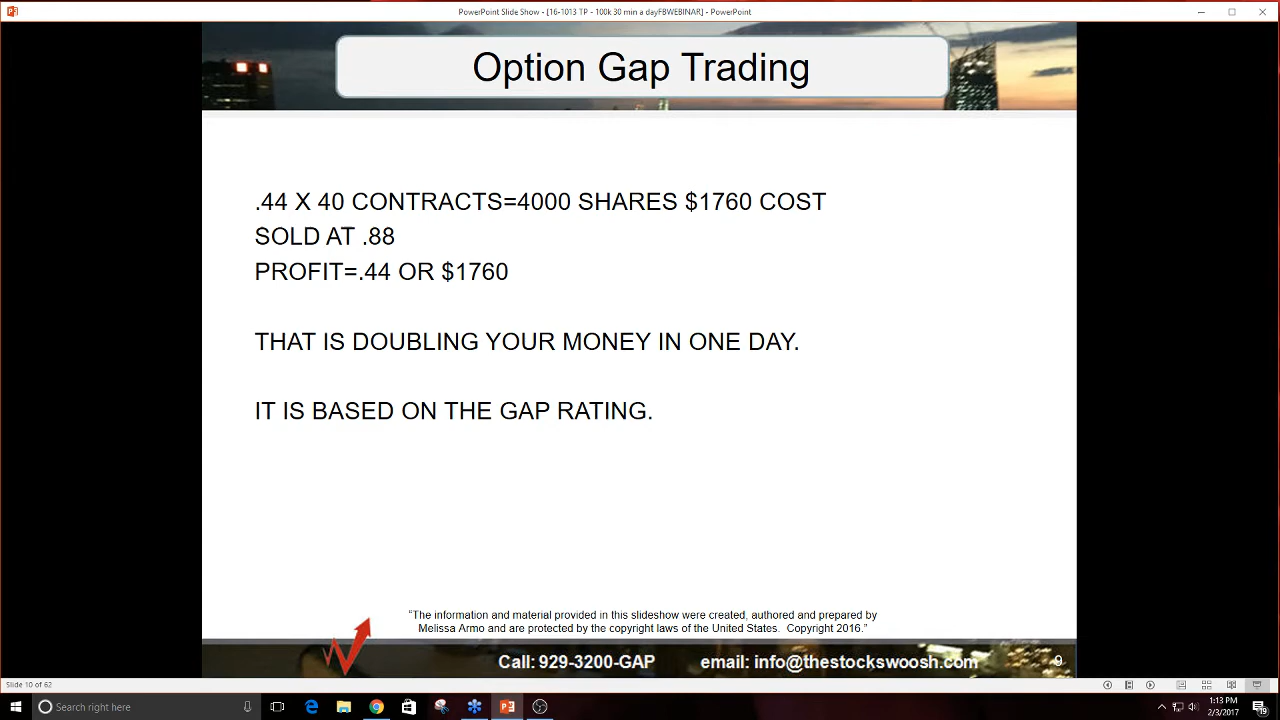 PowerPoint Slide Show - [16-1013 TP - 100k 30 min a dayFBWEBINAR] - PowerPoint
Option Gap Trading
.44 X 40 CONTRACTS=4000 SHARES $1760 COST
SOLD AT .88
PROFIT=.44 OR $1760
THAT IS DOUBLING YOUR MONEY IN ONE DAY.
IT IS BASED ON THE GAP RATING.
“The information and material provided in this slideshow were created, authored and prepared by
Melissa Armo and are protected by the copyright laws of the United States. Copyright 2016.”
Call: 929-3200-GAP email: info@thestockswoosh.com 9
Slide 10 of 62
Search right here
1:13 PM
2/3/2017